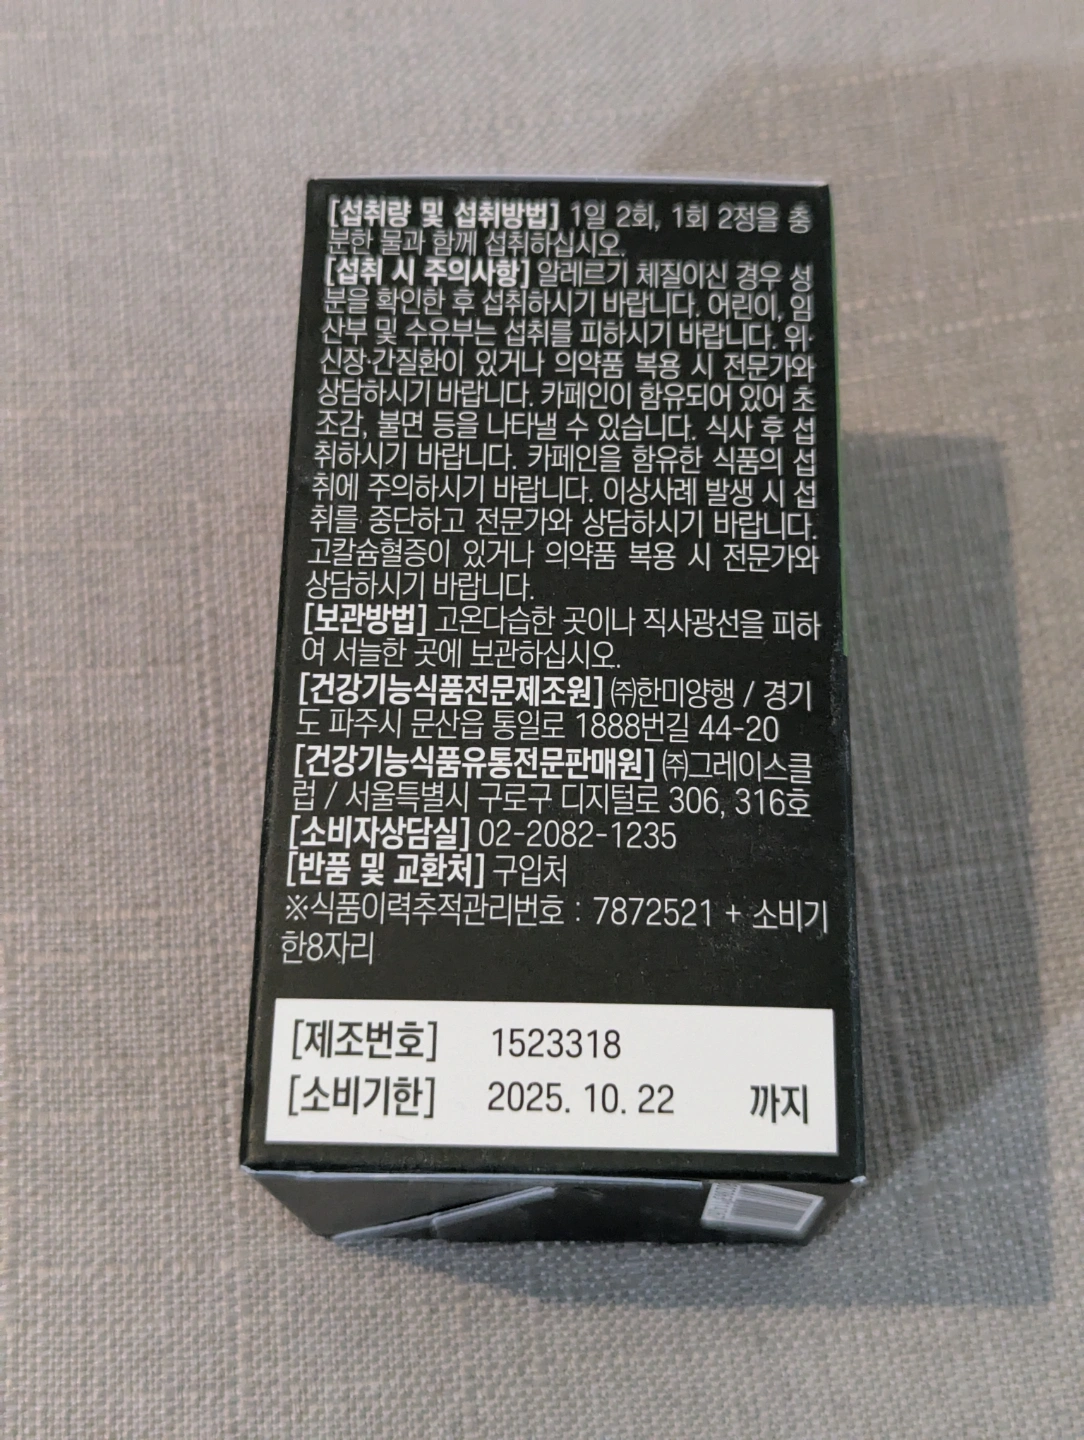 [섭취량 및 섭취방법] 1일 2회, 1회 2정을 충
분한 물과 함께 섭취하십시오.
[섭취 시 주의사항] 알레르기 체질이신 경우 성
분을 확인한 후 섭취하시기 바랍니다. 어린이, 임
산부 및 수유부는 섭취를 피하시기 바랍니다. 위·
신장·간질환이 있거나 의약품 복용 시 전문가와
상담하시기 바랍니다. 카페인이 함유되어 있어 초
조감, 불면 등을 나타낼 수 있습니다. 식사 후 섭
취하시기 바랍니다. 카페인을 함유한 식품의 섭
취에 주의하시기 바랍니다. 이상사례 발생 시 섭
취를 중단하고 전문가와 상담하시기 바랍니다.
고칼슘혈증이 있거나 의약품 복용 시 전문가와
상담하시기 바랍니다.
[보관방법] 고온다습한 곳이나 직사광선을 피하
여 서늘한 곳에 보관하십시오.
[건강기능식품전문제조원] ㈜한미양행 / 경기
도 파주시 문산읍 통일로 1888번길 44-20
[건강기능식품유통전문판매원] ㈜그레이스클
럽 / 서울특별시 구로구 디지털로 306, 316호
[소비자상담실] 02-2082-1235
[반품 및 교환처] 구입처
※식품이력추적관리번호 : 7872521 + 소비기
한8자리
[제조번호] 1523318
[소비기한] 2025. 10. 22 까지